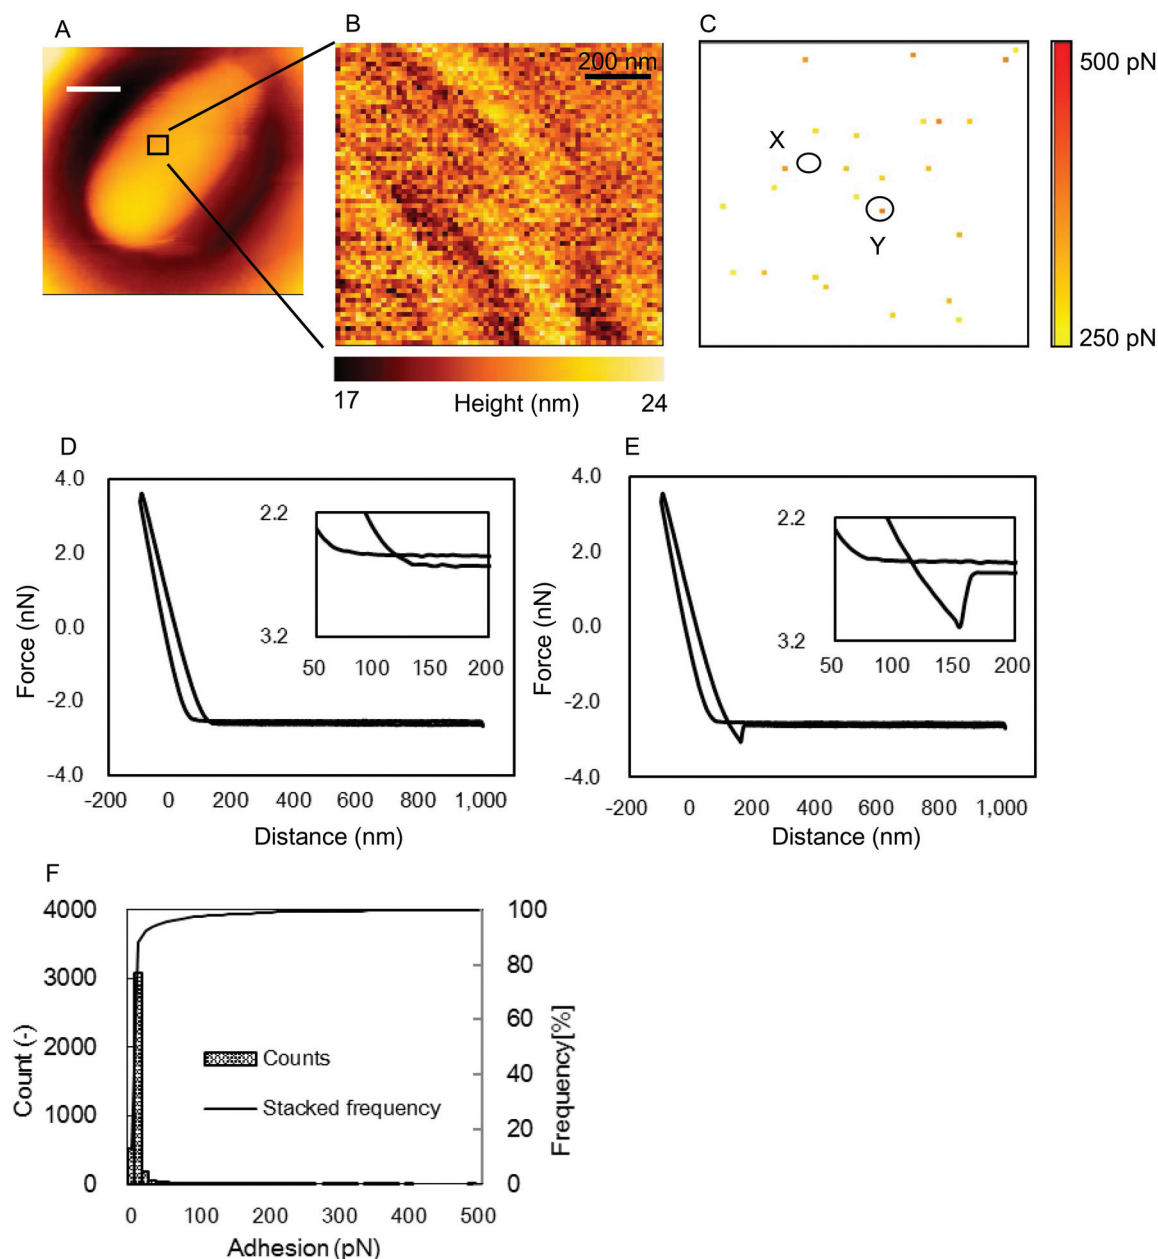 A
B
C
200 nm
500 pN
X
Y
250 pN
17
Height (nm)
24
D
4.0
2.0
0.0
-2.0
-4.0
Force (nN)
2.2
3.2
50 100 150 200
-200 0 200 400 600 800 1,000
Distance (nm)
E
4.0
2.0
0.0
-2.0
-4.0
Force (nN)
2.2
3.2
50 100 150 200
-200 0 200 400 600 800 1,000
Distance (nm)
F
4000
3000
2000
1000
0
Count (-)
Counts
Stacked frequency
100
80
60
40
20
0
Frequency[%]
0 100 200 300 400 500
Adhesion (pN)